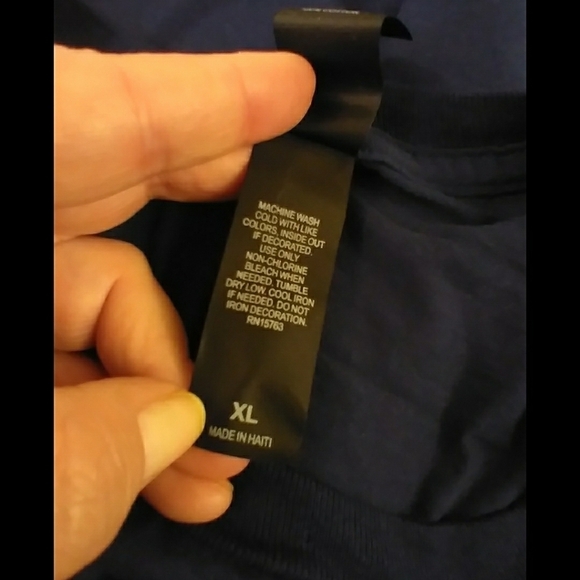 MACHINE WASH
COLD WITH LIKE
COLORS, INSIDE OUT
IF DECORATED.
USE ONLY
NON-CHLORINE
BLEACH WHEN
NEEDED. TUMBLE
DRY LOW. COOL IRON
IF NEEDED. DO NOT
IRON DECORATION.
RN15763
XL
MADE IN HAITI